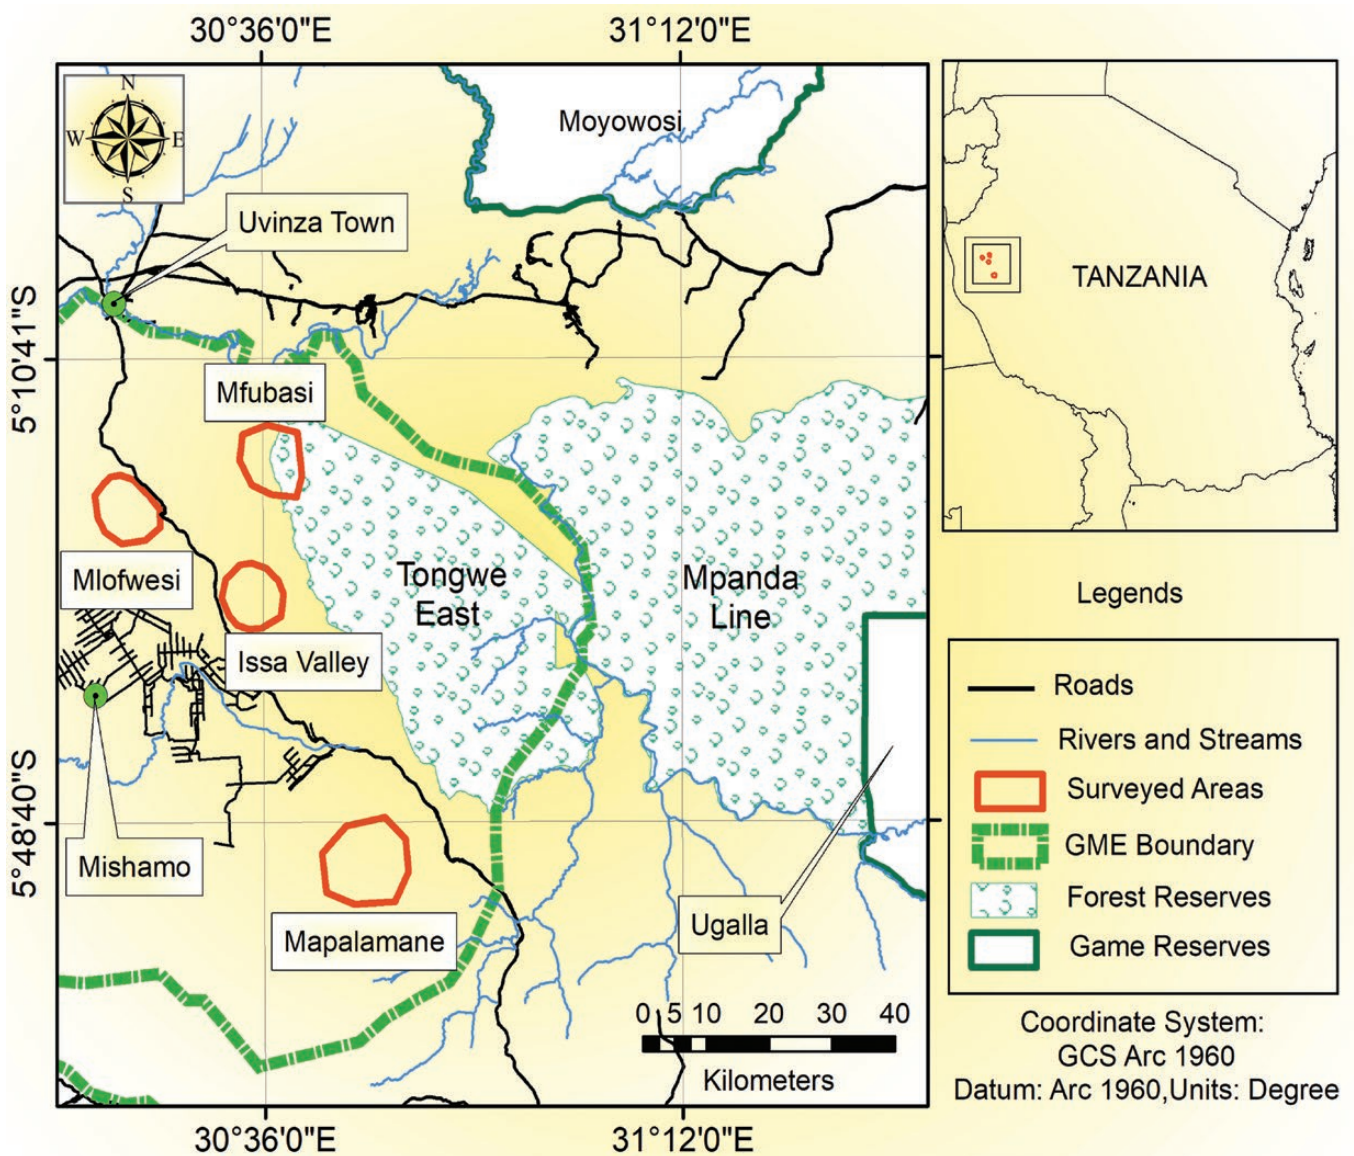 30°36'0"E
31°12'0"E
N
W
E
S
Moyowosi
Uvinza Town
TANZANIA
5°10'41"S
Mfubasi
Mlofwesi
Tongwe
East
Mpanda
Line
Issa Valley
5°48'40"S
Mishamo
Mapalamane
Ugalla
0 5 10 20 30 40
Kilometers
30°36'0"E
31°12'0"E
Legends
Roads
Rivers and Streams
Surveyed Areas
GME Boundary
Forest Reserves
Game Reserves
Coordinate System:
GCS Arc 1960
Datum: Arc 1960,Units: Degree